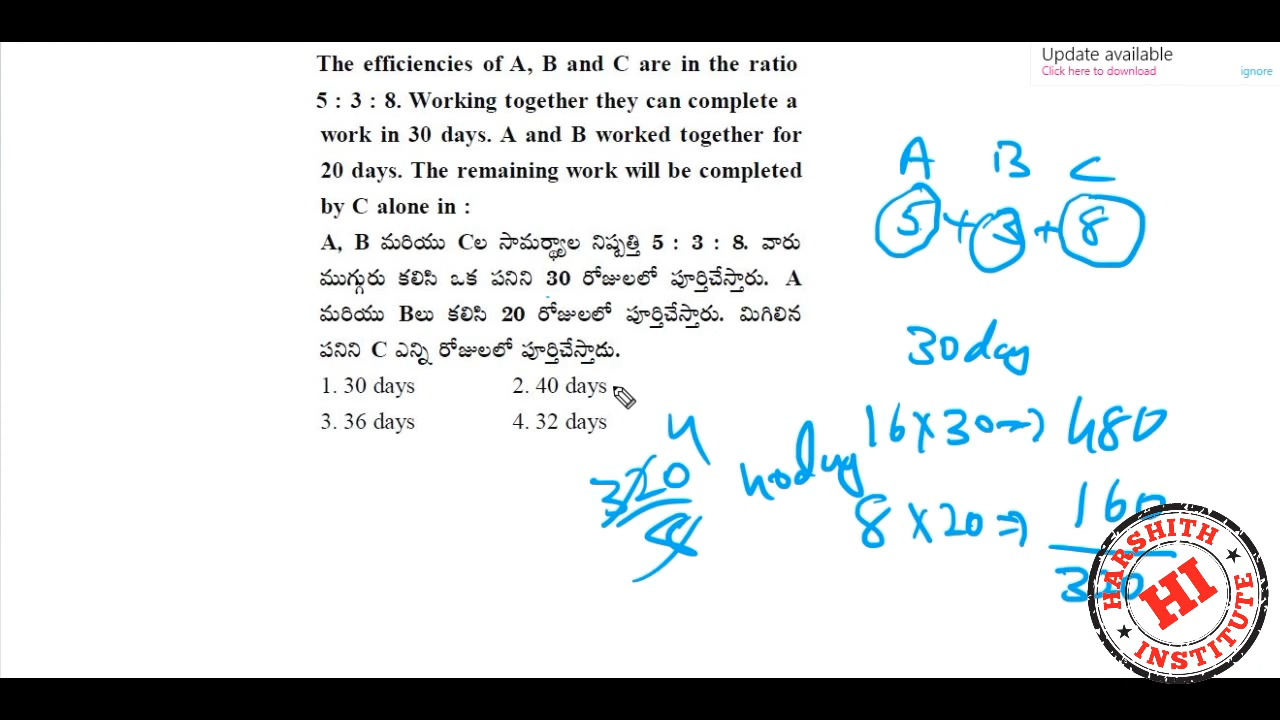 The efficiencies of A, B and C are in the ratio
5 : 3 : 8. Working together they can complete a
work in 30 days. A and B worked together for
20 days. The remaining work will be completed
by C alone in :
A, B మరియు Cల సామర్థ్యాల నిష్పత్తి 5 : 3 : 8. వారు
ముగ్గురు కలిసి ఒక పనిని 30 రోజులలో పూర్తిచేస్తారు. A
మరియు Bలు కలిసి 20 రోజులలో పూర్తిచేస్తారు. మిగిలిన
పనిని C ఎన్ని రోజులలో పూర్తిచేస్తాడు.
1. 30 days 2. 40 days
3. 36 days 4. 32 days
Update available
Click here to download ignore
A B C
5 + 3 + 8
30 day
16 × 30 ⇒ 480
8 × 20 ⇒ 160
320
4
320
40 day
HARSHITH
HI
INSTITUTE